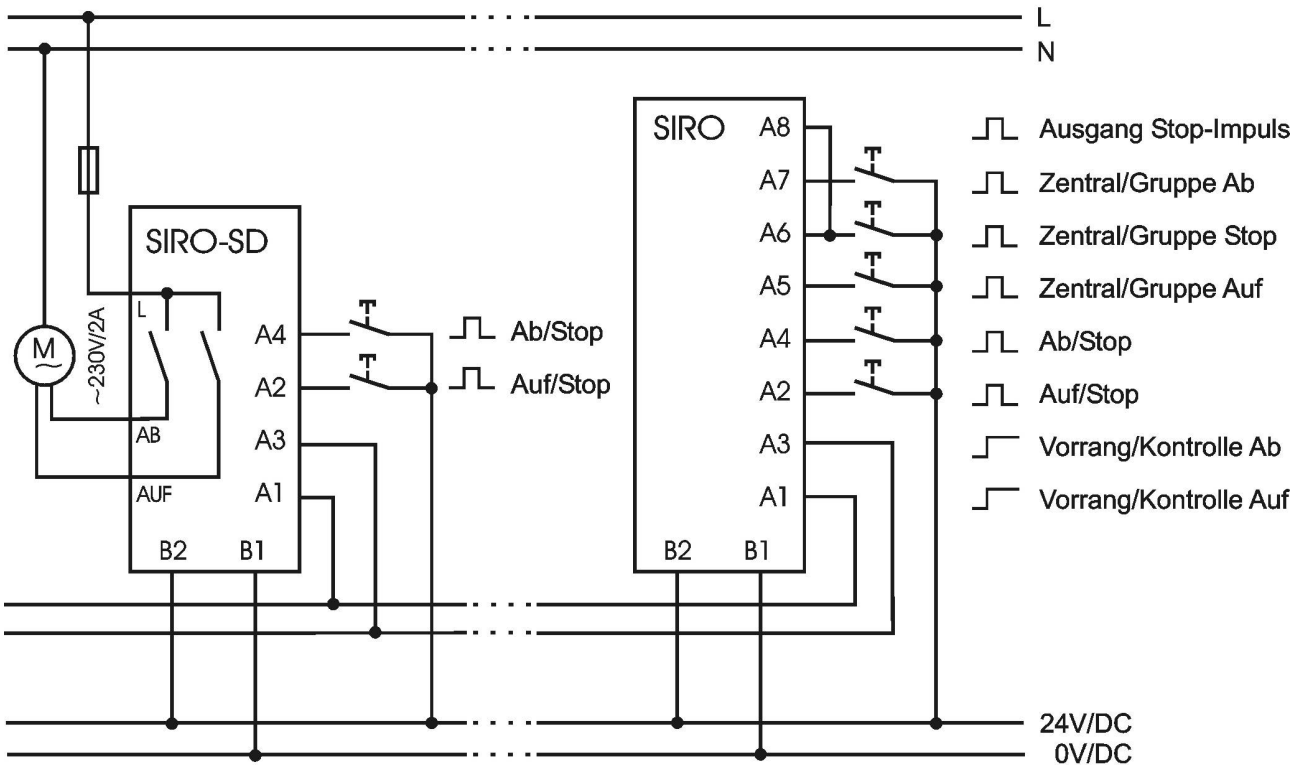 L
N
SIRO-SD
L
M
~
~230V/2A
AB
AUF
A4
A2
A3
A1
B2 B1
Ab/Stop
Auf/Stop
SIRO
A8
A7
A6
A5
A4
A2
A3
A1
B2 B1
Ausgang Stop-Impuls
Zentral/Gruppe Ab
Zentral/Gruppe Stop
Zentral/Gruppe Auf
Ab/Stop
Auf/Stop
Vorrang/Kontrolle Ab
Vorrang/Kontrolle Auf
24V/DC
0V/DC